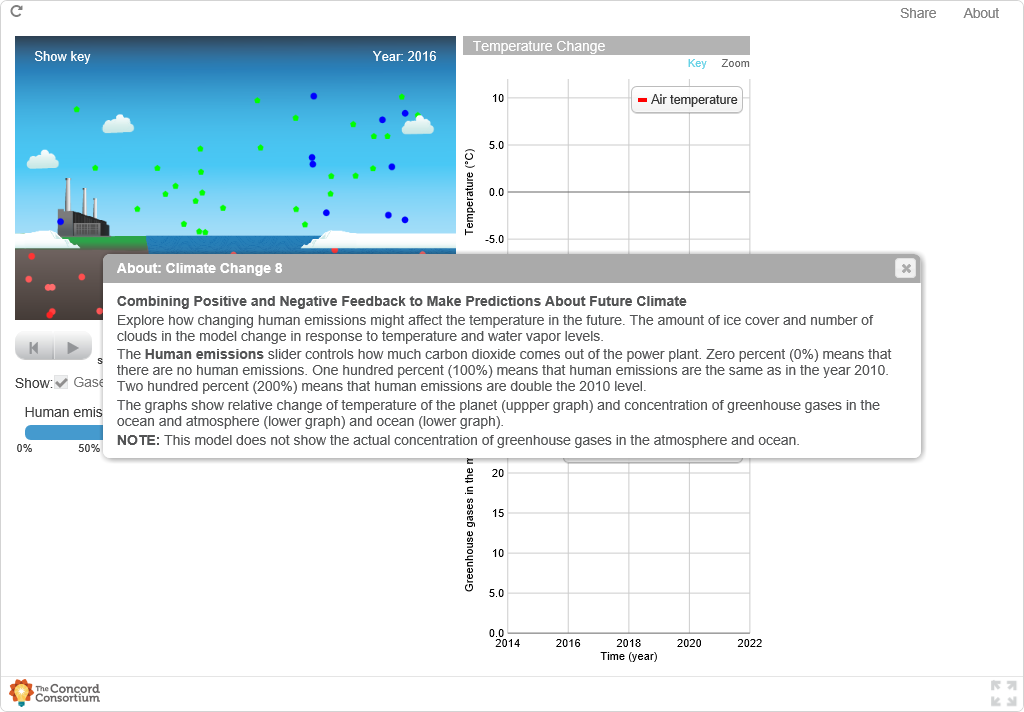 Share About
Show key
Year: 2016
Temperature Change
Key Zoom
Air temperature
10
5.0
0.0
-5.0
Temperature (°C)
About: Climate Change 8
Combining Positive and Negative Feedback to Make Predictions About Future Climate
Explore how changing human emissions might affect the temperature in the future. The amount of ice cover and number of
clouds in the model change in response to temperature and water vapor levels.
The Human emissions slider controls how much carbon dioxide comes out of the power plant. Zero percent (0%) means that
there are no human emissions. One hundred percent (100%) means that human emissions are the same as in the year 2010.
Two hundred percent (200%) means that human emissions are double the 2010 level.
The graphs show relative change of temperature of the planet (uppper graph) and concentration of greenhouse gases in the
ocean and atmosphere (lower graph) and ocean (lower graph).
NOTE: This model does not show the actual concentration of greenhouse gases in the atmosphere and ocean.
Show: Gase
Human emis
0% 50%
Greenhouse gases in the m
20
15
10
5.0
0.0
2014 2016 2018 2020 2022
Time (year)
The Concord
Consortium